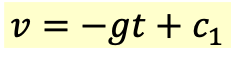 v = −gt + c₁